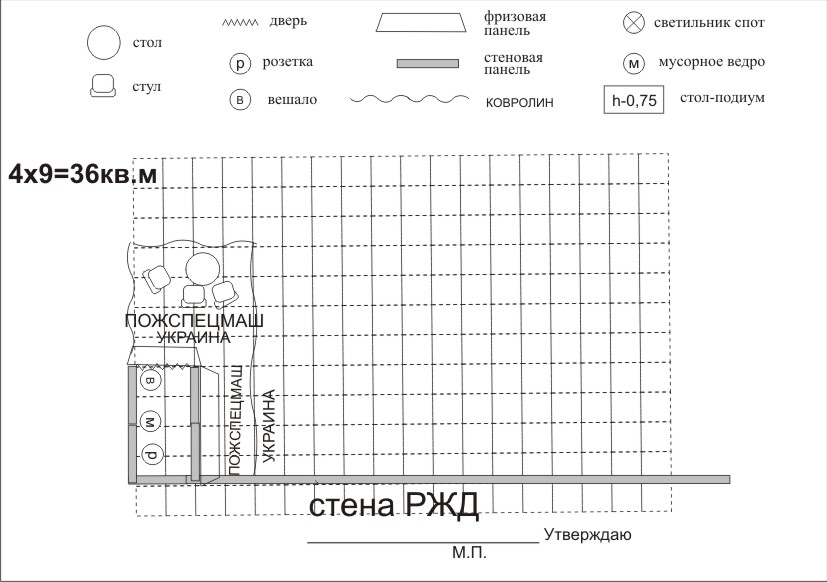 дверь
фризовая
панель
светильник спот
стол
р
розетка
стеновая
панель
м
мусорное ведро
стул
в
вешало
ковролин
h-0,75
стол-подиум
4х9=36кв.м
ПОЖСПЕЦМАШ
УКРАИНА
в
м
р
ПОЖСПЕЦМАШ
УКРАИНА
стена РЖД
Утверждаю
М.П.